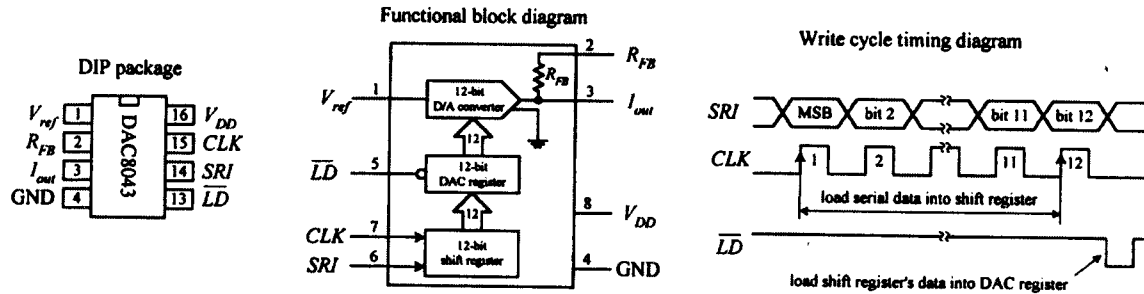 Functional block diagram
DIP package
V_ref 1
R_FB 2
I_out 3
GND 4
DAC8043
16 V_DD
15 CLK
14 SRI
13 LD
V_ref 1
12-bit
D/A converter
R_FB
2 R_FB
3 I_out
12
LD 5
12-bit
DAC register
12
CLK 7
SRI 6
12-bit
shift register
8 V_DD
4 GND
Write cycle timing diagram
SRI MSB bit 2 bit 11 bit 12
CLK 1 2 11 12
load serial data into shift register
LD
load shift register's data into DAC register